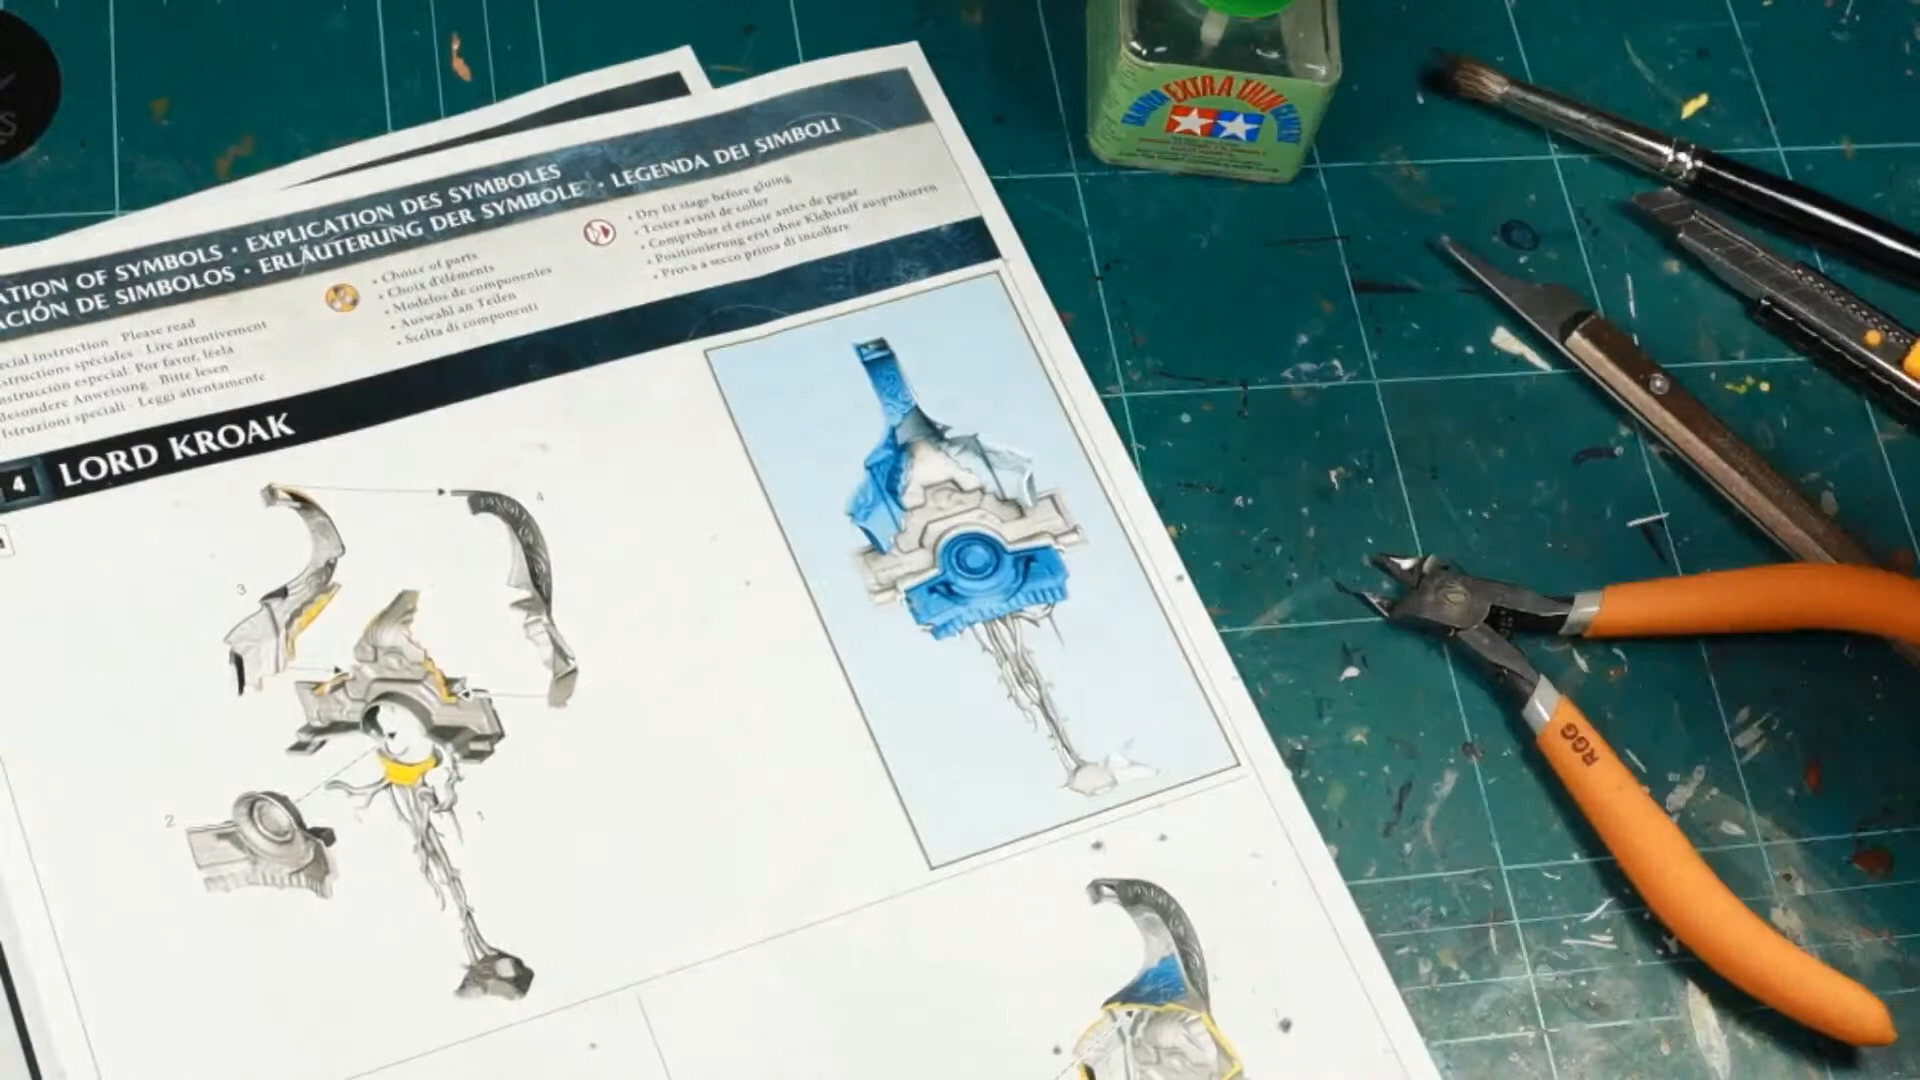 ATION OF SYMBOLS · EXPLICATION DES SYMBOLES
ACIÓN DE SIMBOLOS · ERLÄUTERUNG DER SYMBOLE · LEGENDA DEI SIMBOLI
ecial instruction - Please read
structions spéciales - Lire attentivement
nstrucción especial. Por favor, léela
Besondere Anweisung - Bitte lesen
Istruzioni speciali - Leggi attentamente
• Choice of parts
• Choix d'éléments
• Modelos de componentes
• Auswahl an Teilen
• Scelta di componenti
• Dry fit stage before gluing
• Tester avant de coller
• Comprobar el encaje antes de pegar
• Positionierung erst ohne Klebstoff ausprobieren
• Prova a secco prima di incollare
4 LORD KROAK
4
3
2
1
TAMIYA EXTRA THIN CEMENT
RGG